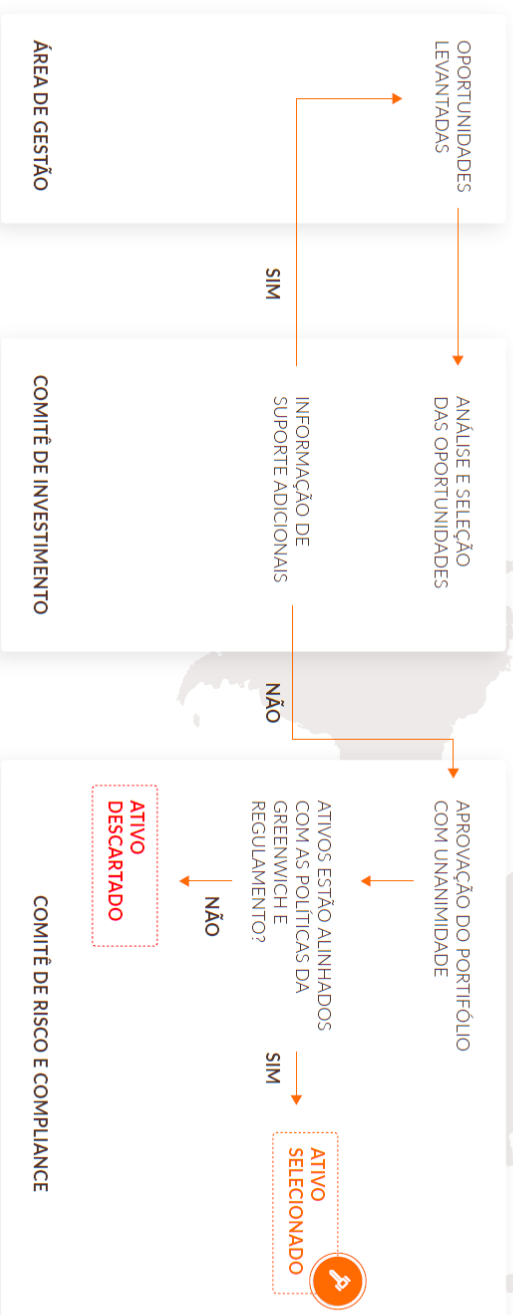 OPORTUNIDADES
LEVANTADAS
ÁREA DE GESTÃO
SIM
ANÁLISE E SELEÇÃO
DAS OPORTUNIDADES
INFORMAÇÃO DE
SUPORTE ADICIONAIS
COMITÊ DE INVESTIMENTO
NÃO
APROVAÇÃO DO PORTIFÓLIO
COM UNANIMIDADE
ATIVOS ESTÃO ALINHADOS
COM AS POLÍTICAS DA
GREENWICH E
REGULAMENTO?
NÃO
ATIVO
DESCARTADO
SIM
ATIVO
SELECIONADO
COMITÊ DE RISCO E COMPLIANCE